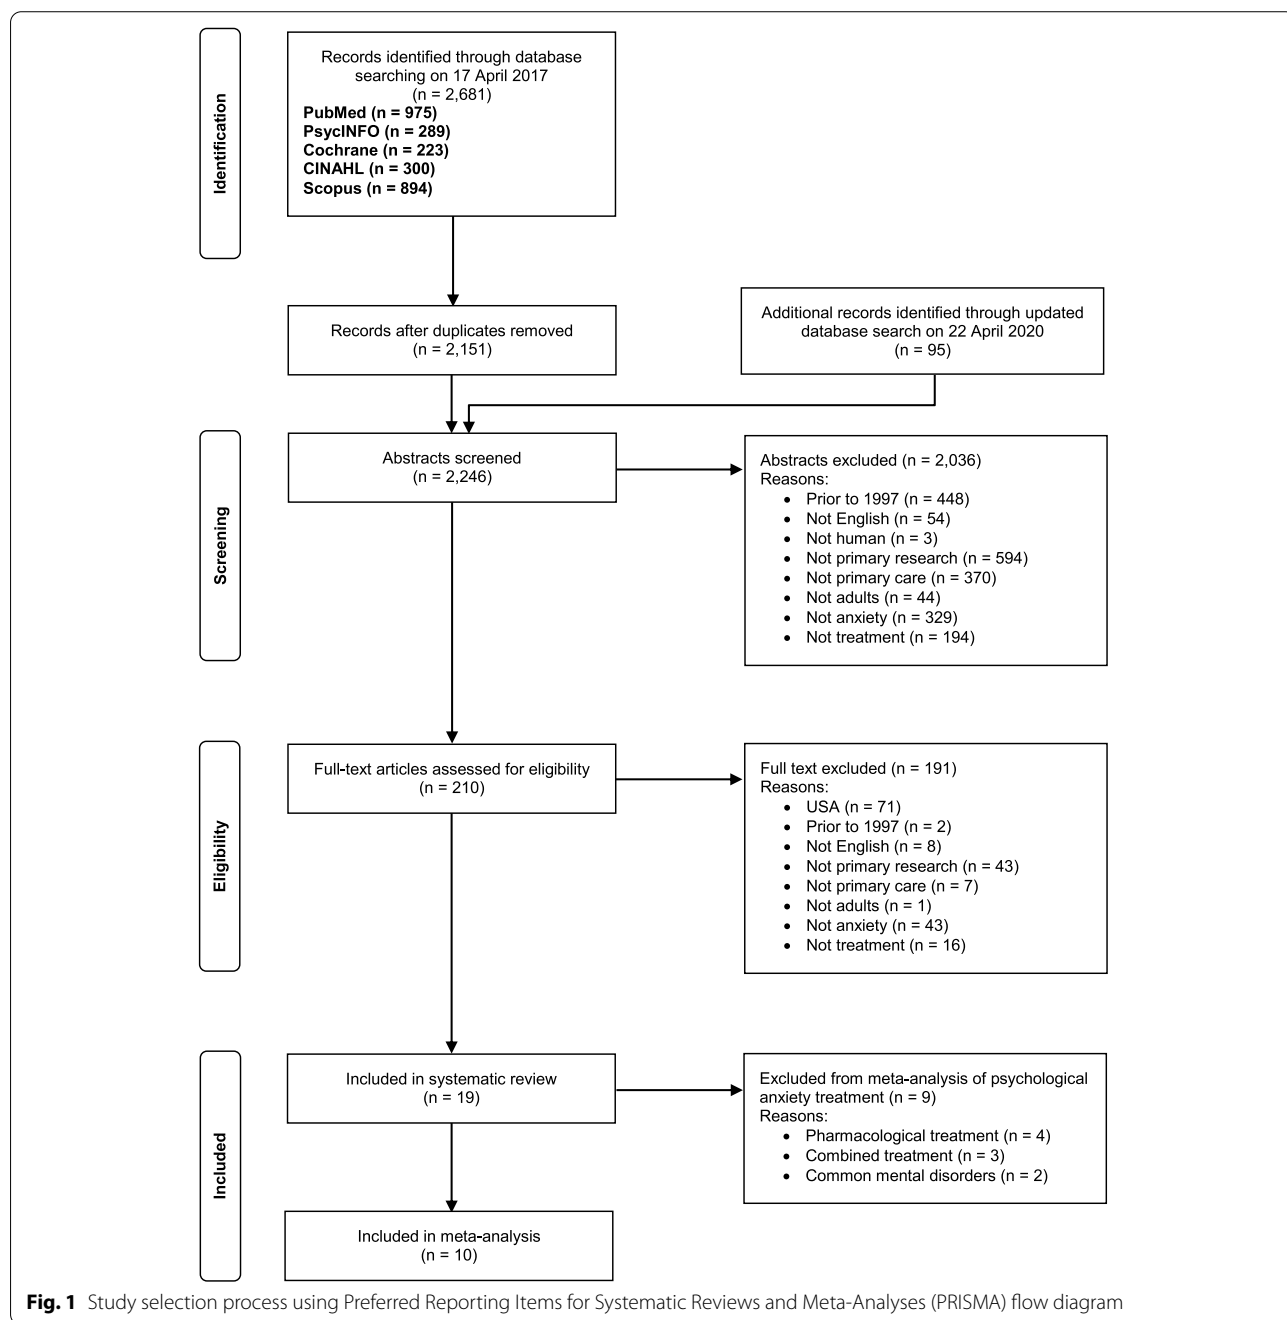 Identification
Records identified through database
searching on 17 April 2017
(n = 2,681)
PubMed (n = 975)
PsycINFO (n = 289)
Cochrane (n = 223)
CINAHL (n = 300)
Scopus (n = 894)
Records after duplicates removed
(n = 2,151)
Additional records identified through updated
database search on 22 April 2020
(n = 95)
Screening
Abstracts screened
(n = 2,246)
Abstracts excluded (n = 2,036)
Reasons:
• Prior to 1997 (n = 448)
• Not English (n = 54)
• Not human (n = 3)
• Not primary research (n = 594)
• Not primary care (n = 370)
• Not adults (n = 44)
• Not anxiety (n = 329)
• Not treatment (n = 194)
Eligibility
Full-text articles assessed for eligibility
(n = 210)
Full text excluded (n = 191)
Reasons:
• USA (n = 71)
• Prior to 1997 (n = 2)
• Not English (n = 8)
• Not primary research (n = 43)
• Not primary care (n = 7)
• Not adults (n = 1)
• Not anxiety (n = 43)
• Not treatment (n = 16)
Included
Included in systematic review
(n = 19)
Excluded from meta-analysis of psychological
anxiety treatment (n = 9)
Reasons:
• Pharmacological treatment (n = 4)
• Combined treatment (n = 3)
• Common mental disorders (n = 2)
Included in meta-analysis
(n = 10)
Fig. 1 Study selection process using Preferred Reporting Items for Systematic Reviews and Meta-Analyses (PRISMA) flow diagram